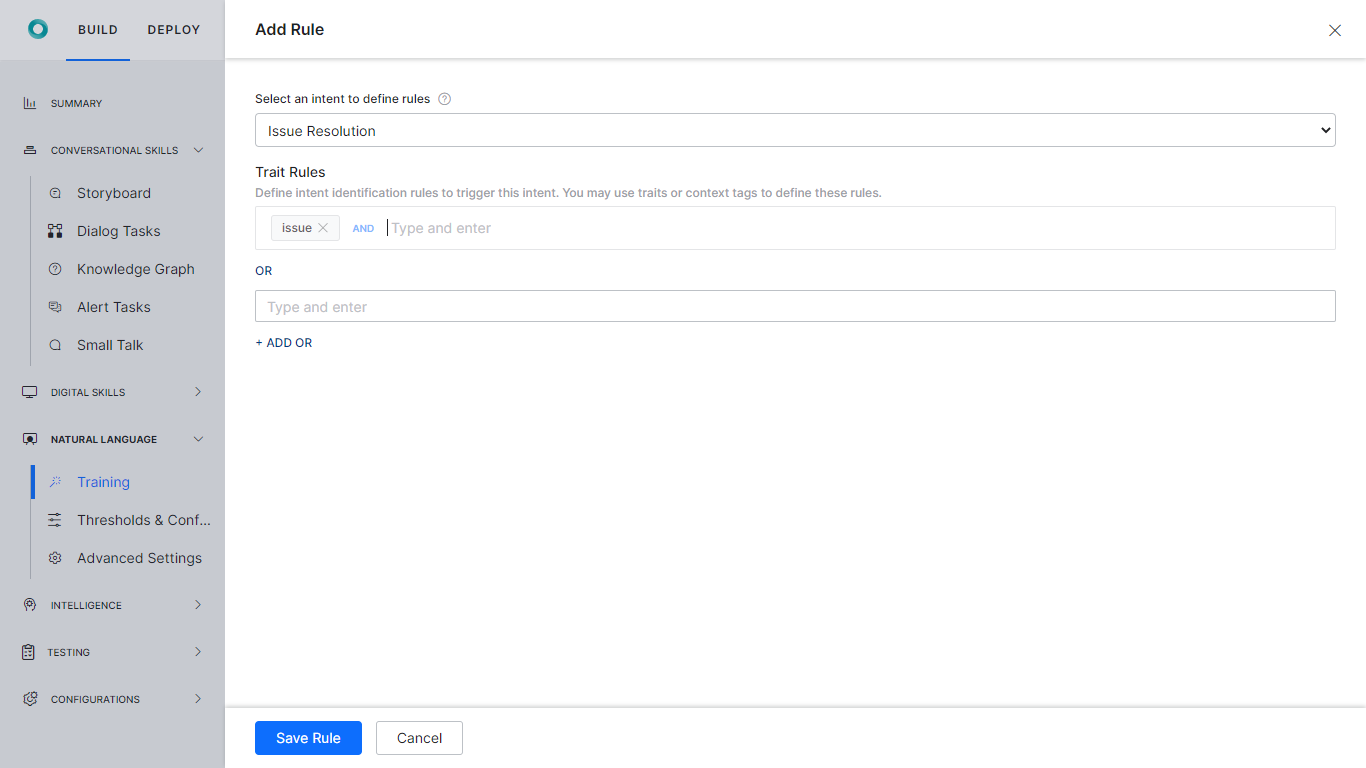 BUILD DEPLOY
Add Rule
SUMMARY
CONVERSATIONAL SKILLS
Storyboard
Dialog Tasks
Knowledge Graph
Alert Tasks
Small Talk
DIGITAL SKILLS
NATURAL LANGUAGE
Training
Thresholds & Conf...
Advanced Settings
INTELLIGENCE
TESTING
CONFIGURATIONS
Select an intent to define rules
Issue Resolution
Trait Rules
Define intent identification rules to trigger this intent. You may use traits or context tags to define these rules.
issue AND Type and enter
OR
Type and enter
+ ADD OR
Save Rule Cancel